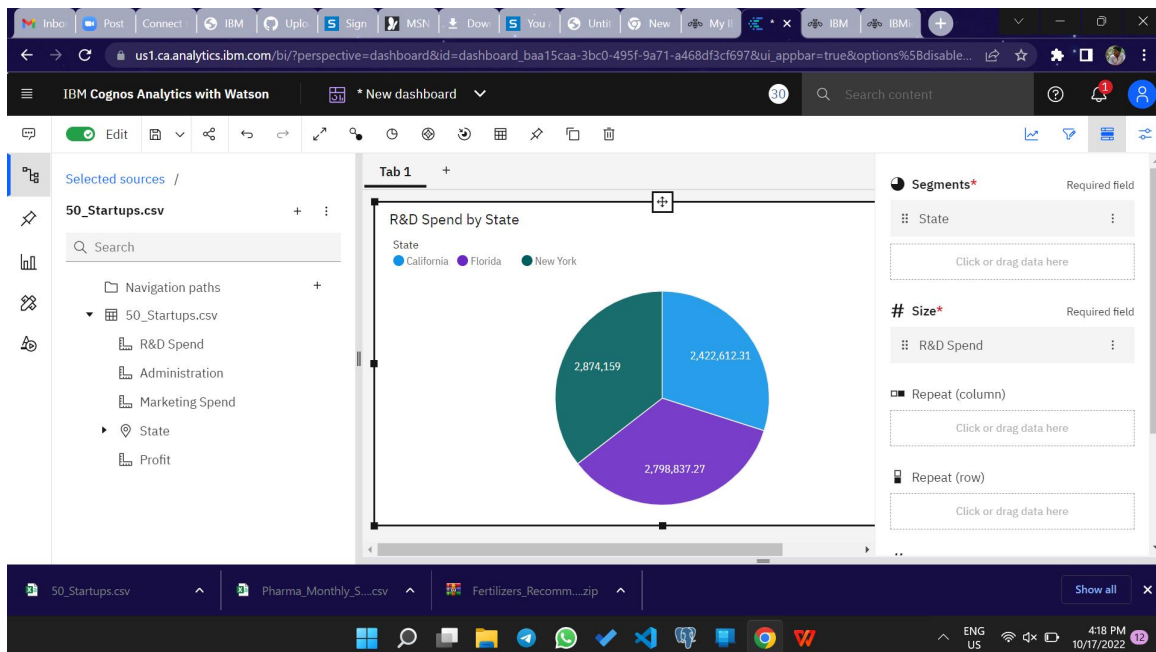 Inbo
Post
Connect
IBM
Uplo
Sign
MSN
Dow
You a
Untit
New
My I
* 
IBM
IBMi
us1.ca.analytics.ibm.com/bi/?perspective=dashboard&id=dashboard_baa15caa-3bc0-495f-9a71-a468df3cf697&ui_appbar=true&options%5Bdisable...
IBM Cognos Analytics with Watson
* New dashboard
30
Search content
1
Edit
Selected sources /
50_Startups.csv
Search
Navigation paths
50_Startups.csv
R&D Spend
Administration
Marketing Spend
State
Profit
Tab 1
R&D Spend by State
State
California Florida New York
2,874,159
2,422,612.31
2,798,837.27
Segments* Required field
State
Click or drag data here
# Size* Required field
R&D Spend
Repeat (column)
Click or drag data here
Repeat (row)
Click or drag data here
50_Startups.csv
Pharma_Monthly_S....csv
Fertilizers_Recomm....zip
Show all
ENG
US
4:18 PM
10/17/2022
12